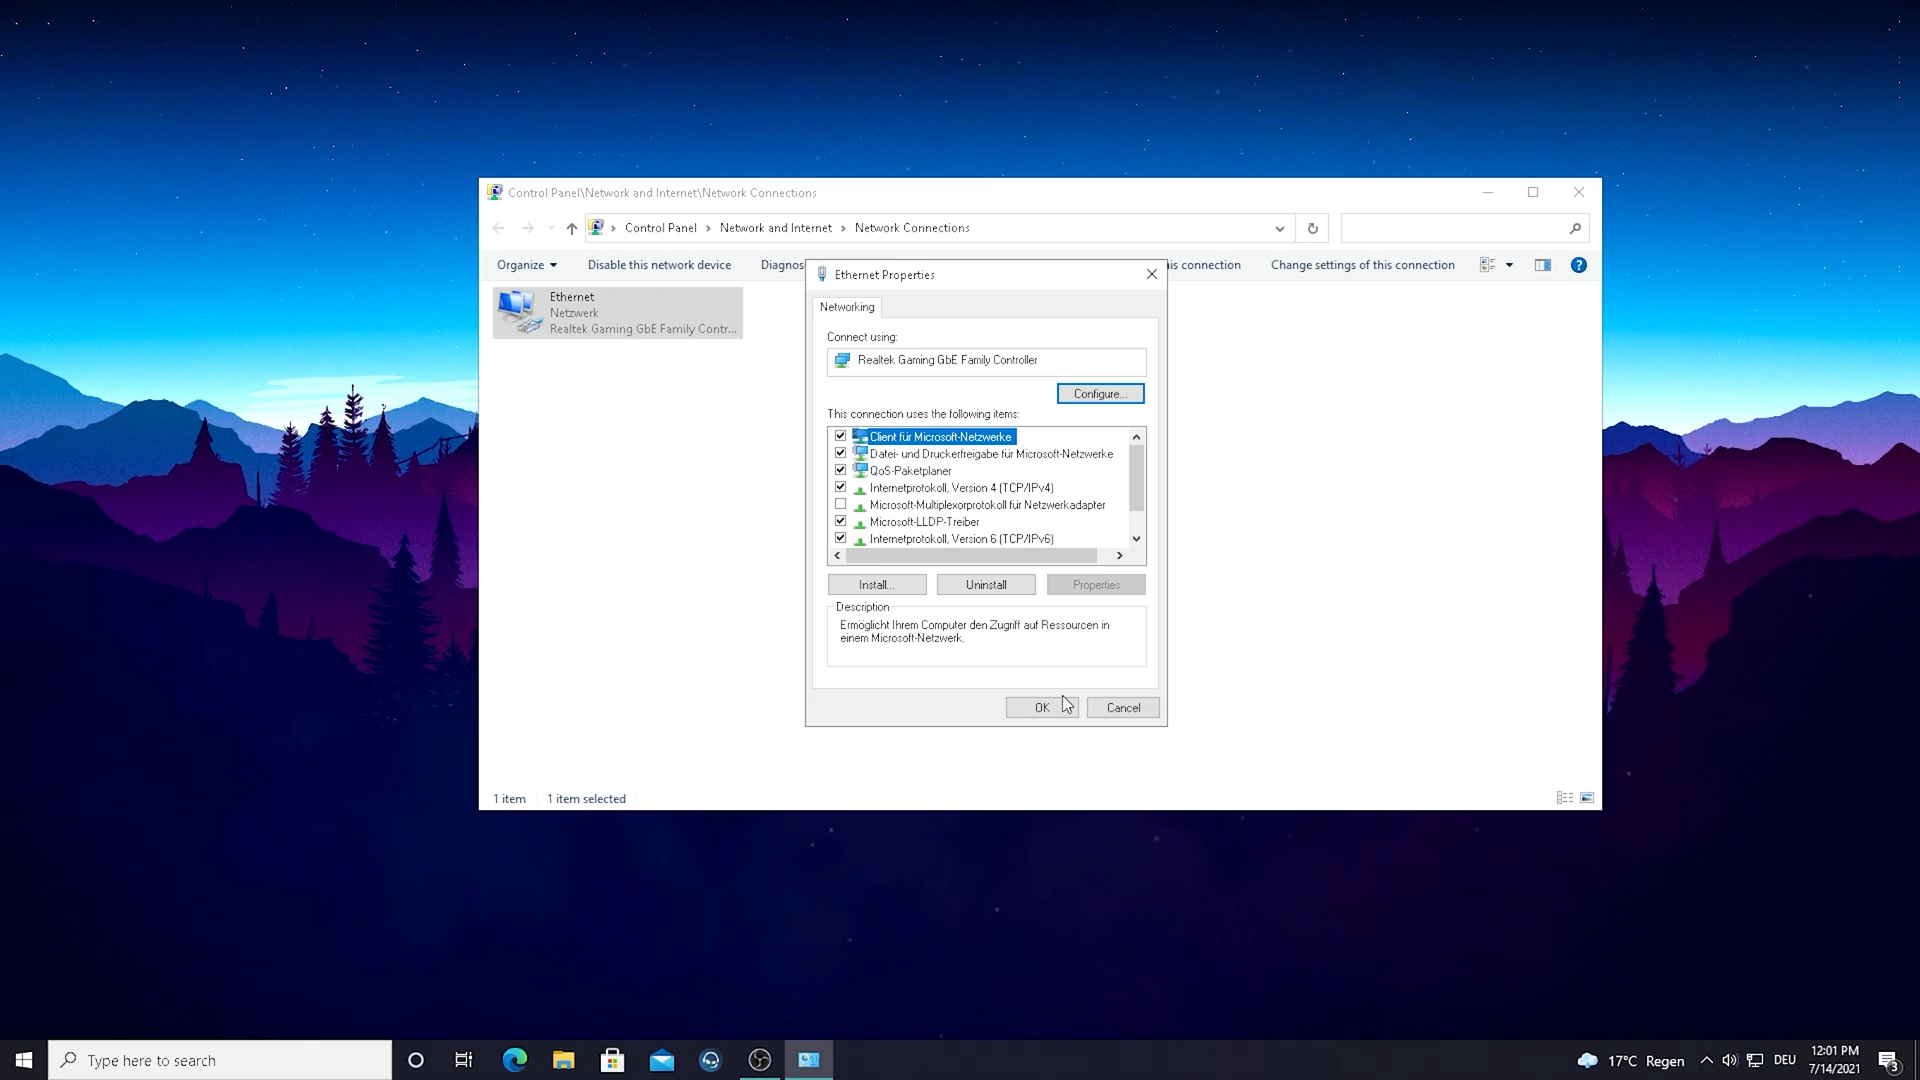 Control Panel\Network and Internet\Network Connections
Control Panel > Network and Internet > Network Connections
Organize Disable this network device Diagnos is connection Change settings of this connection
Ethernet
Netzwerk
Realtek Gaming GbE Family Contr...
Ethernet Properties
Networking
Connect using:
Realtek Gaming GbE Family Controller
Configure...
This connection uses the following items:
Client für Microsoft-Netzwerke
Datei- und Druckerfreigabe für Microsoft-Netzwerke
QoS-Paketplaner
Internetprotokoll, Version 4 (TCP/IPv4)
Microsoft-Multiplexorprotokoll für Netzwerkadapter
Microsoft-LLDP-Treiber
Internetprotokoll, Version 6 (TCP/IPv6)
Install... Uninstall Properties
Description
Ermöglicht Ihrem Computer den Zugriff auf Ressourcen in
einem Microsoft-Netzwerk.
OK Cancel
1 item 1 item selected
Type here to search
17°C Regen
DEU
12:01 PM
7/14/2021
3